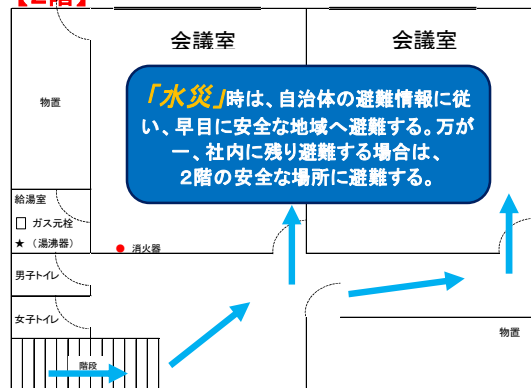 【2階】
会議室
会議室
物置
「水災」時は、自治体の避難情報に従
い、早目に安全な地域へ避難する。万が
一、社内に残り避難する場合は、
2階の安全な場所に避難する。
給湯室
ガス元栓
★ （湯沸器）
消火器
男子トイレ
女子トイレ
物置
階段